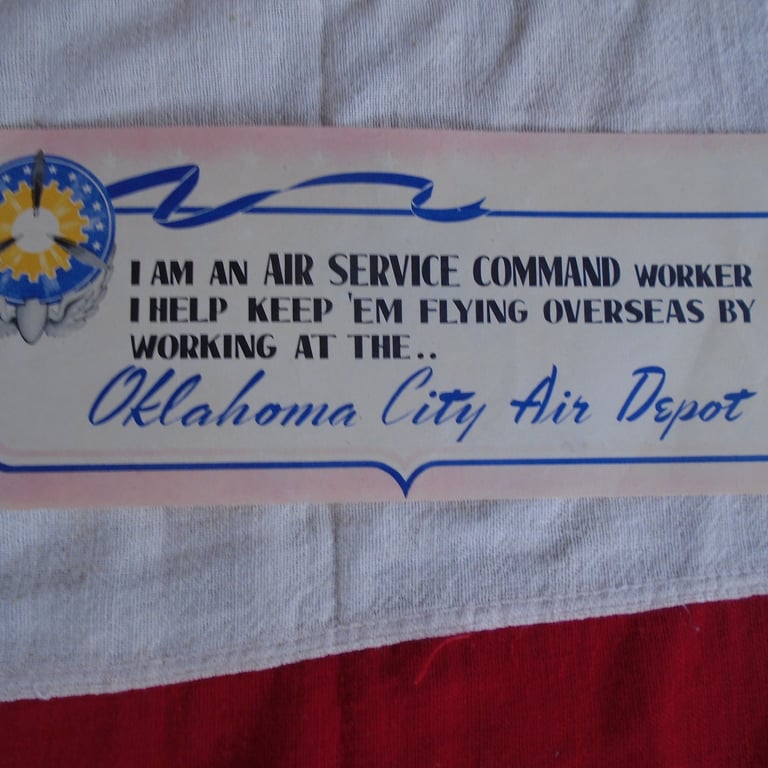 I AM AN AIR SERVICE COMMAND WORKER
I HELP KEEP 'EM FLYING OVERSEAS BY
WORKING AT THE..
Oklahoma City Air Depot